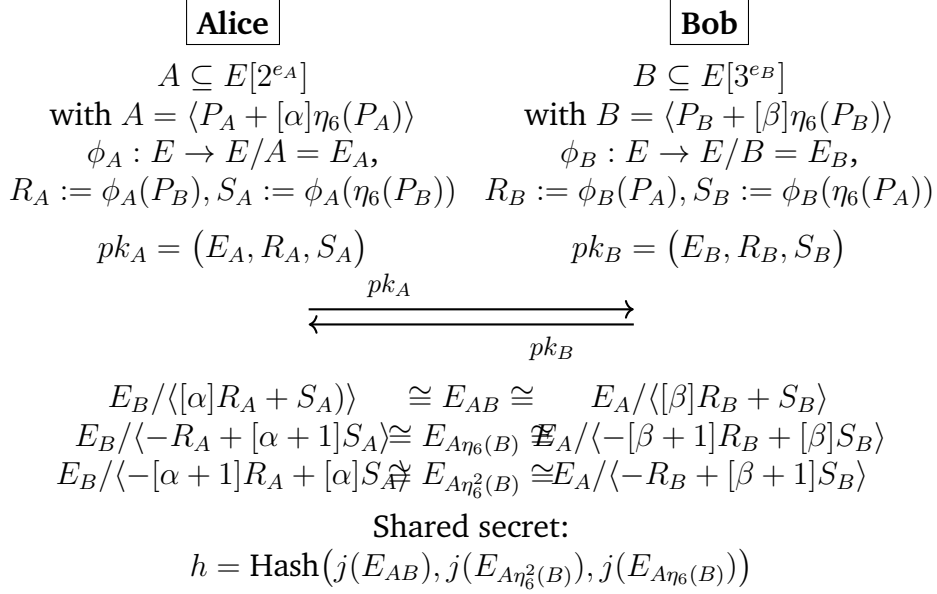 Alice Bob
A ⊆ E[2^{e_A}] B ⊆ E[3^{e_B}]
with A = ⟨P_A + [α]η_6(P_A)⟩ with B = ⟨P_B + [β]η_6(P_B)⟩
ϕ_A : E → E/A = E_A, ϕ_B : E → E/B = E_B,
R_A := ϕ_A(P_B), S_A := ϕ_A(η_6(P_B)) R_B := ϕ_B(P_A), S_B := ϕ_B(η_6(P_A))
pk_A = (E_A, R_A, S_A) pk_B = (E_B, R_B, S_B)
pk_A
pk_B
E_B/⟨[α]R_A + S_A)⟩ ≅ E_{AB} ≅ E_A/⟨[β]R_B + S_B⟩
E_B/⟨−R_A + [α + 1]S_A⟩ ≅ E_{Aη_6(B)} ≅ E_A/⟨−[β + 1]R_B + [β]S_B⟩
E_B/⟨−[α + 1]R_A + [α]S_A⟩ ≅ E_{Aη_6^2(B)} ≅ E_A/⟨−R_B + [β + 1]S_B⟩
Shared secret:
h = Hash(j(E_{AB}), j(E_{Aη_6^2(B)}), j(E_{Aη_6(B)}))